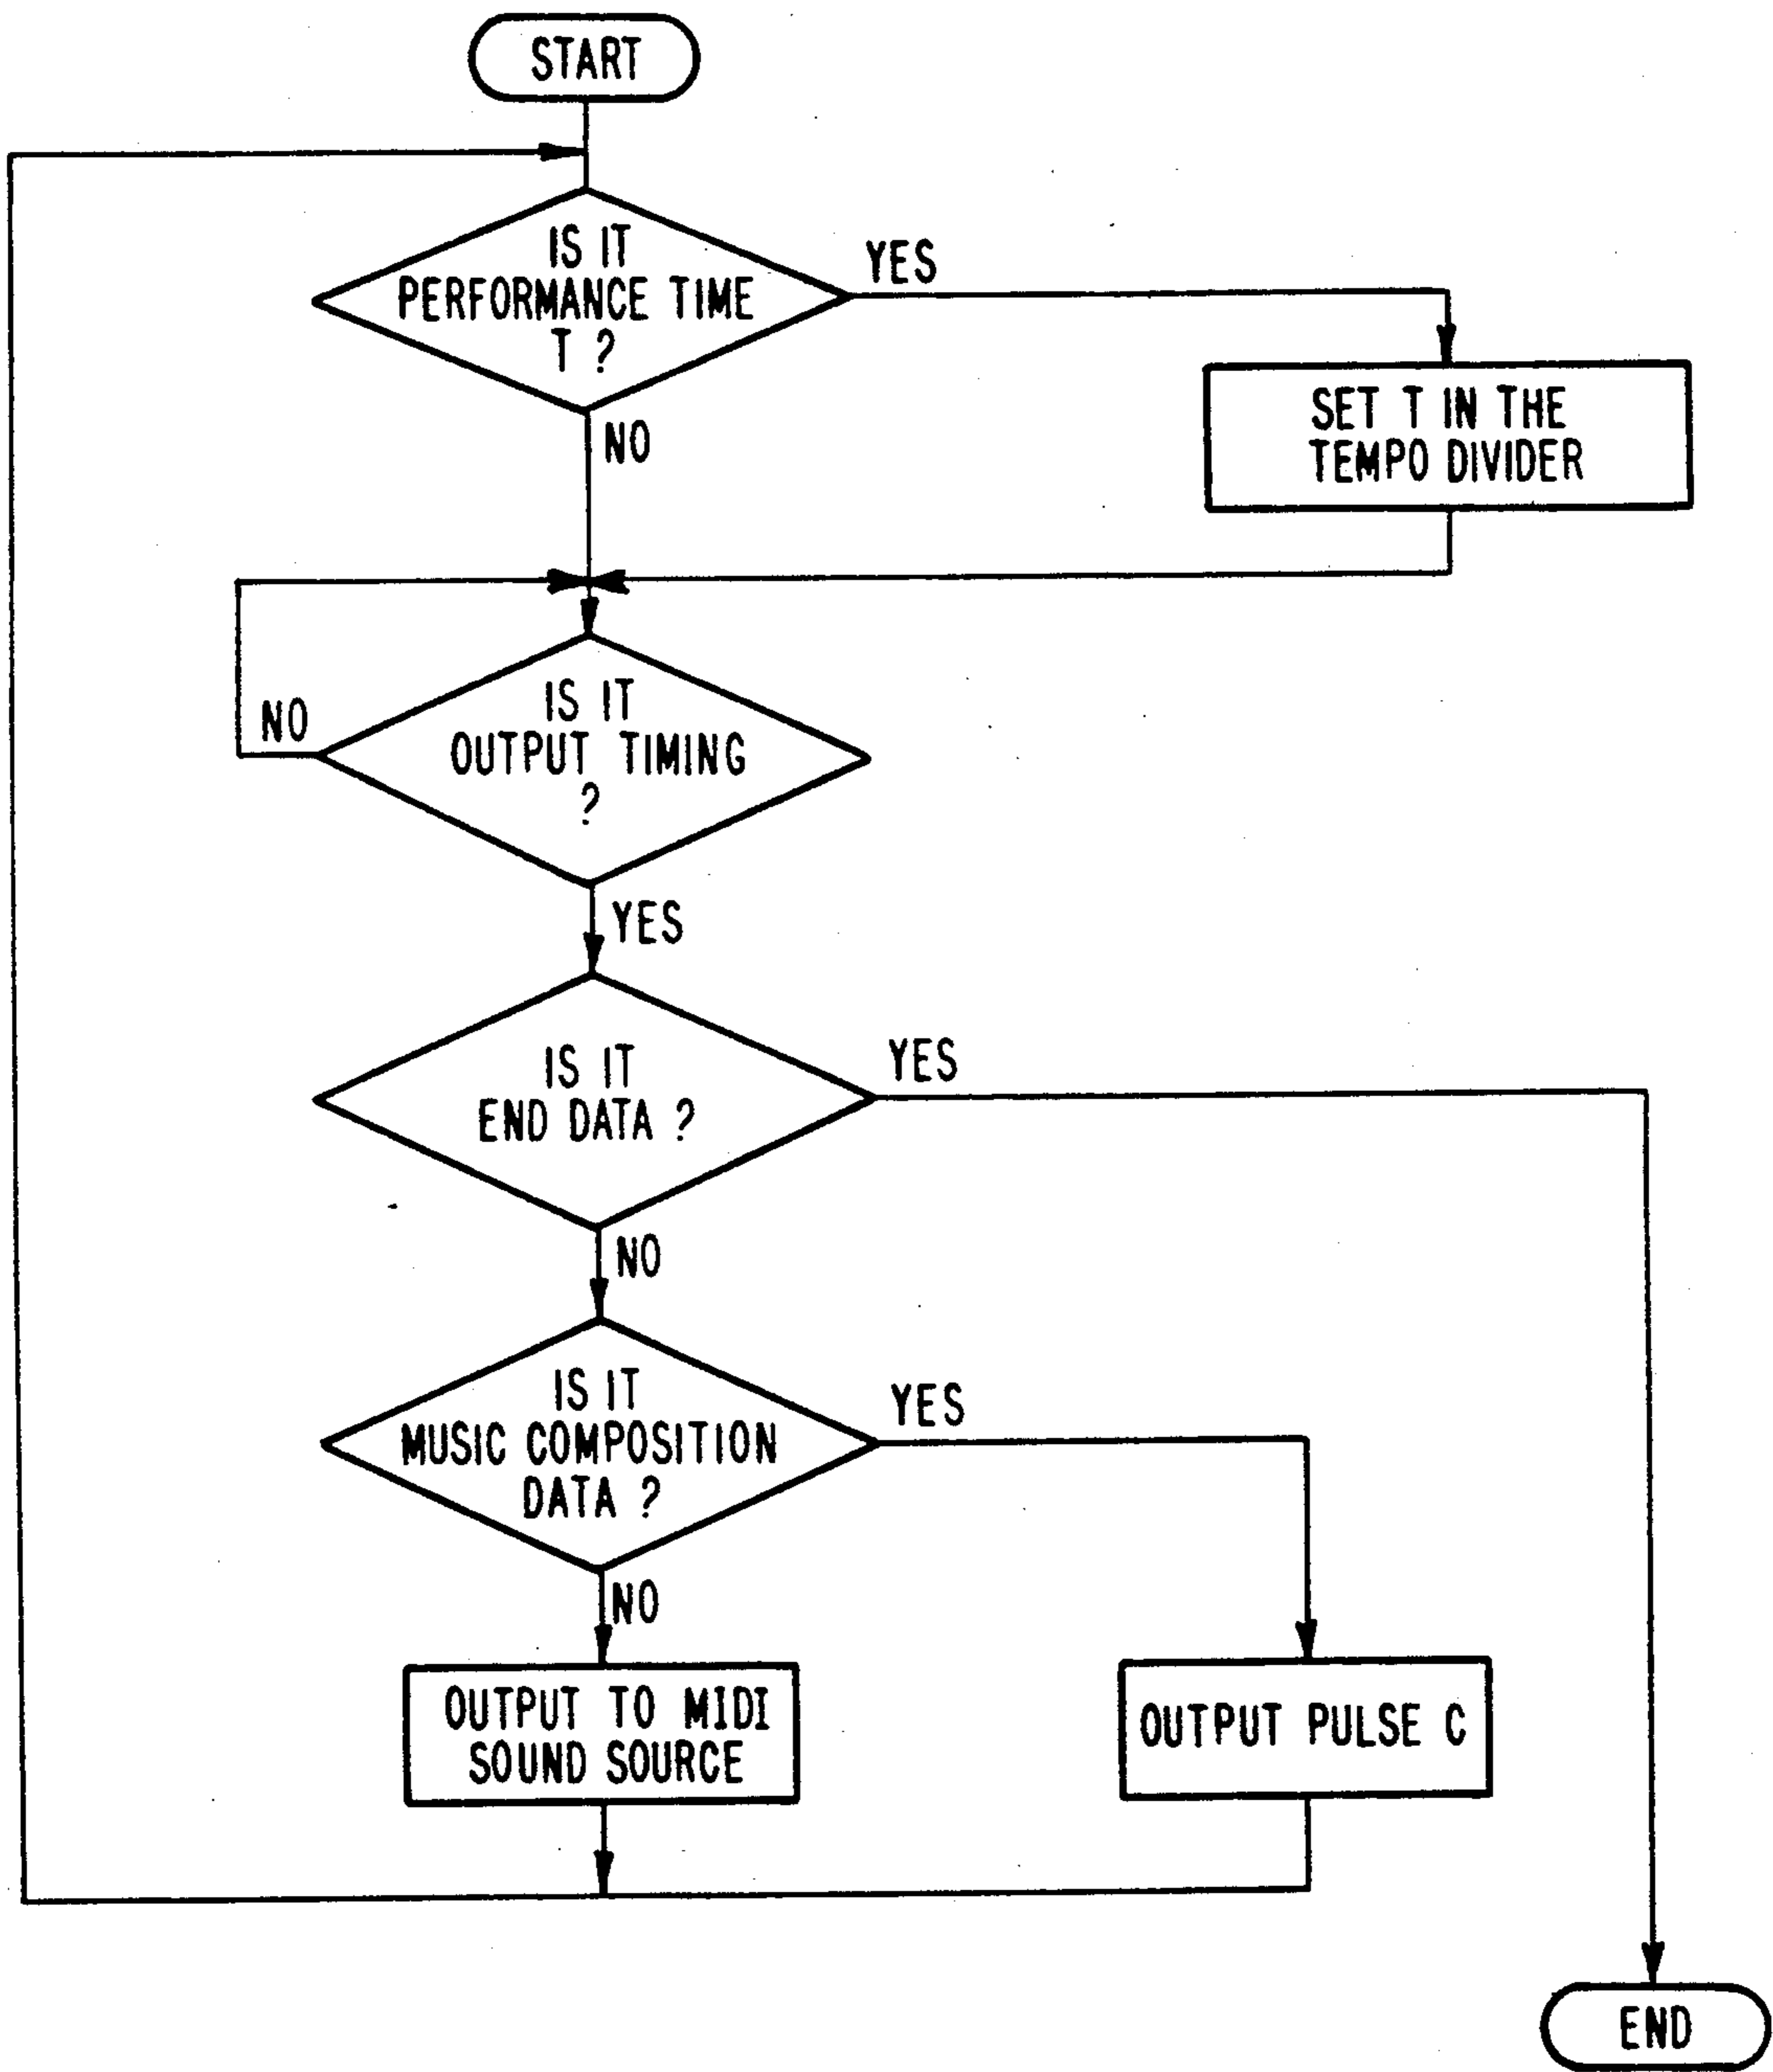 START
IS IT
PERFORMANCE TIME
T ?
YES
NO
SET T IN THE
TEMPO DIVIDER
IS IT
OUTPUT TIMING
?
NO
YES
IS IT
END DATA ?
YES
NO
IS IT
MUSIC COMPOSITION
DATA ?
YES
NO
OUTPUT TO MIDI
SOUND SOURCE
OUTPUT PULSE C
END